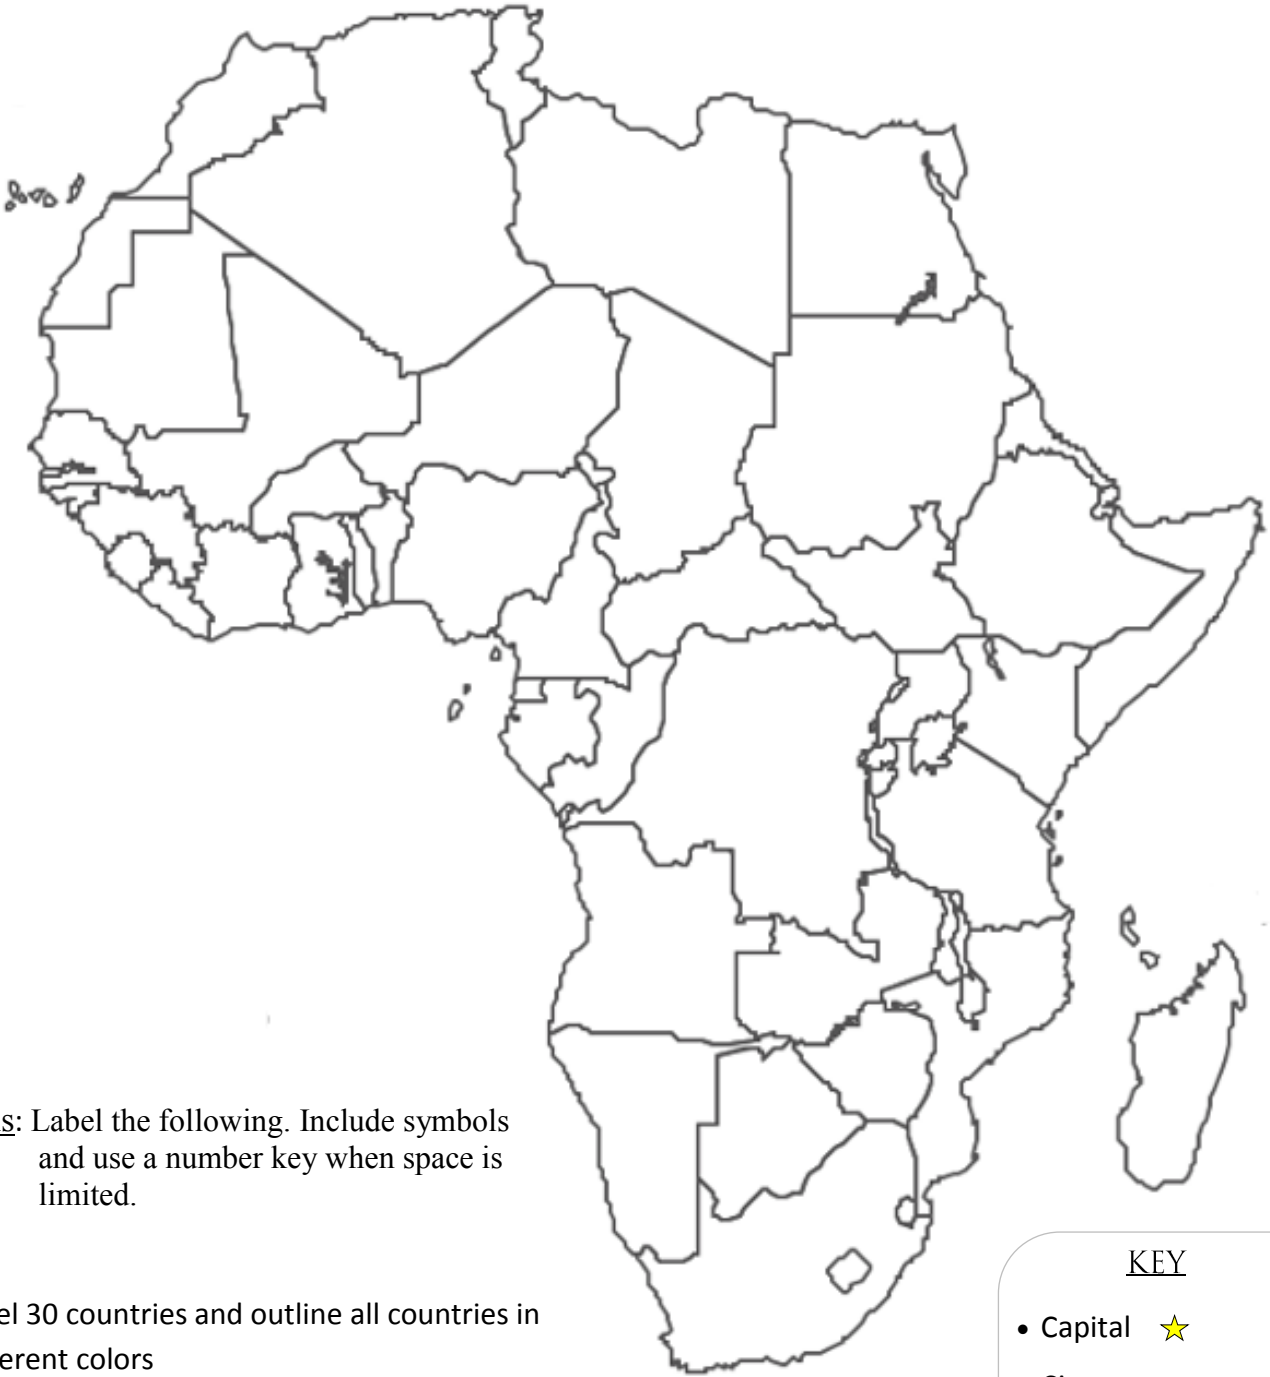 s: Label the following. Include symbols
and use a number key when space is
limited.
el 30 countries and outline all countries in
erent colors
KEY
• Capital